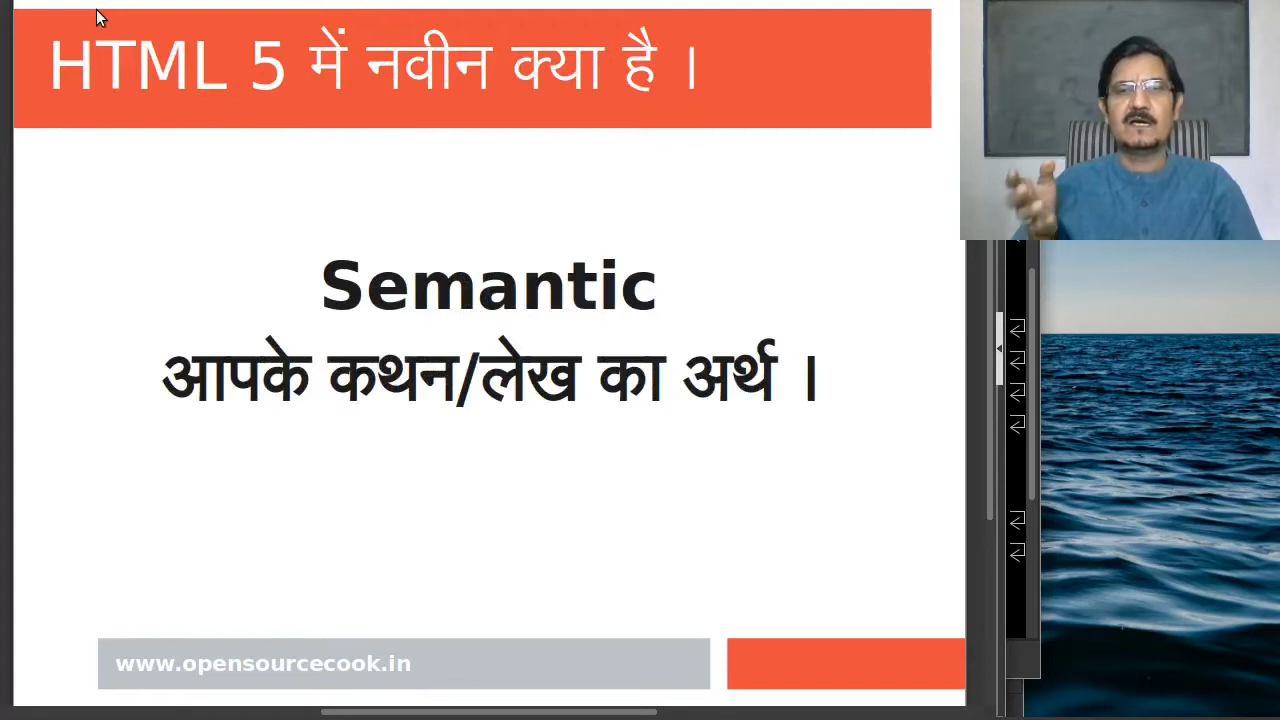 HTML 5 में नवीन क्या है ।
Semantic
आपके कथन/लेख का अर्थ ।
www.opensourcecook.in